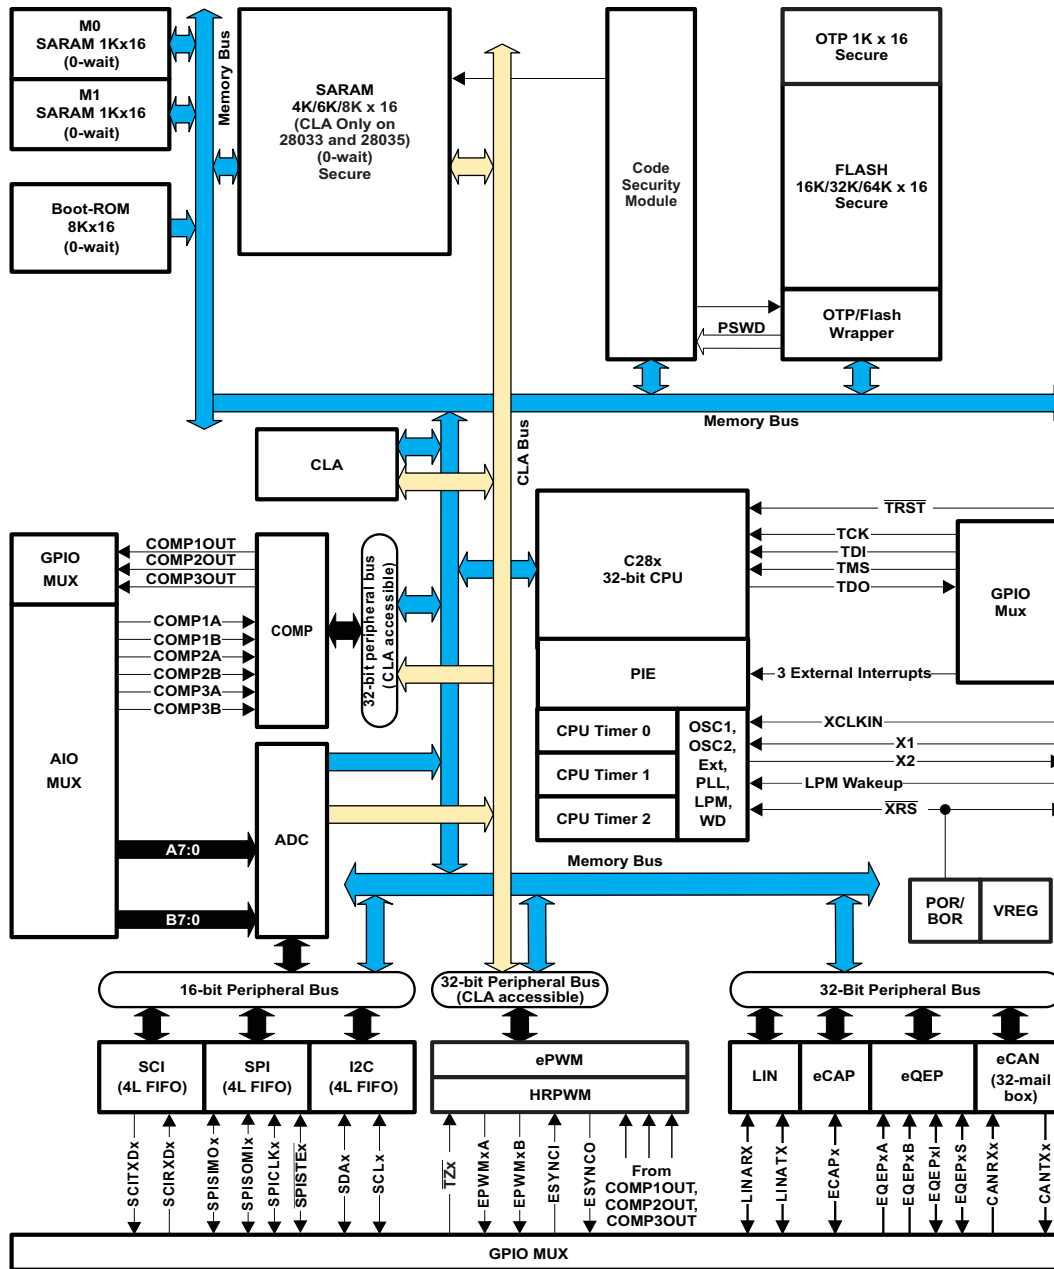 M0
SARAM 1Kx16
(0-wait)
M1
SARAM 1Kx16
(0-wait)
Boot-ROM
8Kx16
(0-wait)
Memory Bus
SARAM
4K/6K/8K x 16
(CLA Only on
28033 and 28035)
(0-wait)
Secure
Code
Security
Module
OTP 1K x 16
Secure
FLASH
16K/32K/64K x 16
Secure
OTP/Flash
Wrapper
PSWD
Memory Bus
CLA Bus
CLA
GPIO
MUX
COMP1OUT
COMP2OUT
COMP3OUT
COMP1A
COMP1B
COMP2A
COMP2B
COMP3A
COMP3B
COMP
32-bit peripheral bus
(CLA accessible)
AIO
MUX
A7:0
B7:0
ADC
C28x
32-bit CPU
PIE
CPU Timer 0
CPU Timer 1
CPU Timer 2
OSC1,
OSC2,
Ext,
PLL,
LPM,
WD
TRST
TCK
TDI
TMS
TDO
GPIO
Mux
3 External Interrupts
XCLKIN
X1
X2
LPM Wakeup
XRS
POR/
BOR
VREG
Memory Bus
16-bit Peripheral Bus
32-bit Peripheral Bus
(CLA accessible)
32-Bit Peripheral Bus
SCI
(4L FIFO)
SPI
(4L FIFO)
I2C
(4L FIFO)
ePWM
HRPWM
LIN
eCAP
eQEP
eCAN
(32-mail
box)
SCITXDx
SCIRXDx
SPISIMOx
SPISOMIx
SPICLKx
SPISTEx
SDAx
SCLx
TZx
EPWMxA
EPWMxB
ESYNCI
ESYNCO
From
COMP1OUT,
COMP2OUT,
COMP3OUT
LINARX
LINATX
ECAPx
EQEPxA
EQEPxB
EQEPxI
EQEPxS
CANRXx
CANTXx
GPIO MUX